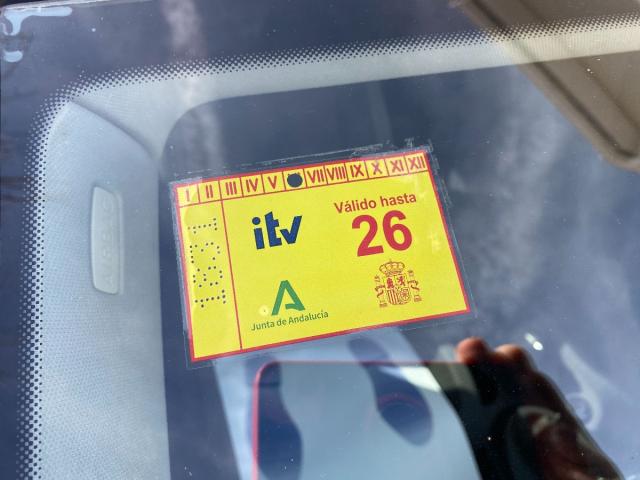 I II III IV V VII VIII IX X XI XII
itv
Válido hasta
26
Junta de Andalucía